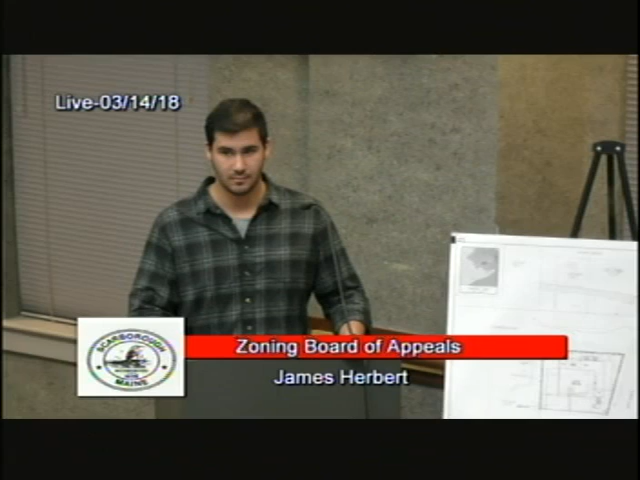 Live-03/14/18
SCARBOROUGH
MAINE
Zoning Board of Appeals
James Herbert